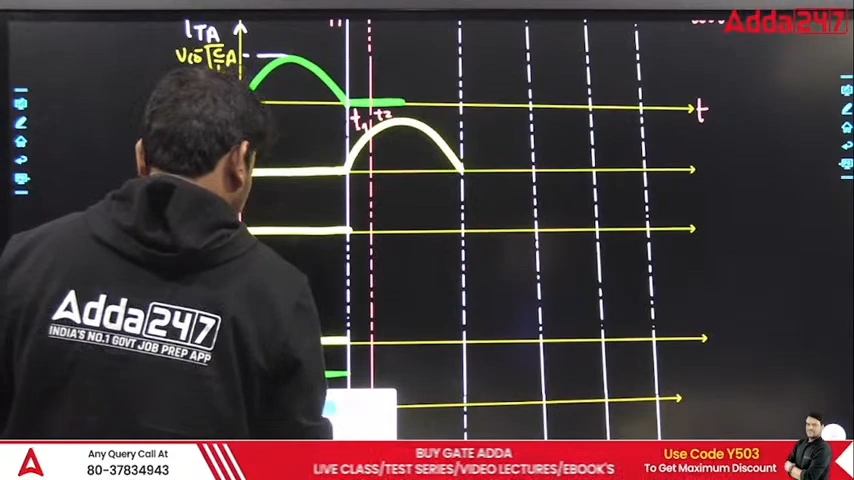 ITA
Adda247
t
t₁ t₂
Adda247
INDIA'S NO.1 GOVT JOB PREP APP
Any Query Call At
80-37834943
BUY GATE ADDA
LIVE CLASS/TEST SERIES/VIDEO LECTURES/EBOOK'S
Use Code Y503
To Get Maximum Discount